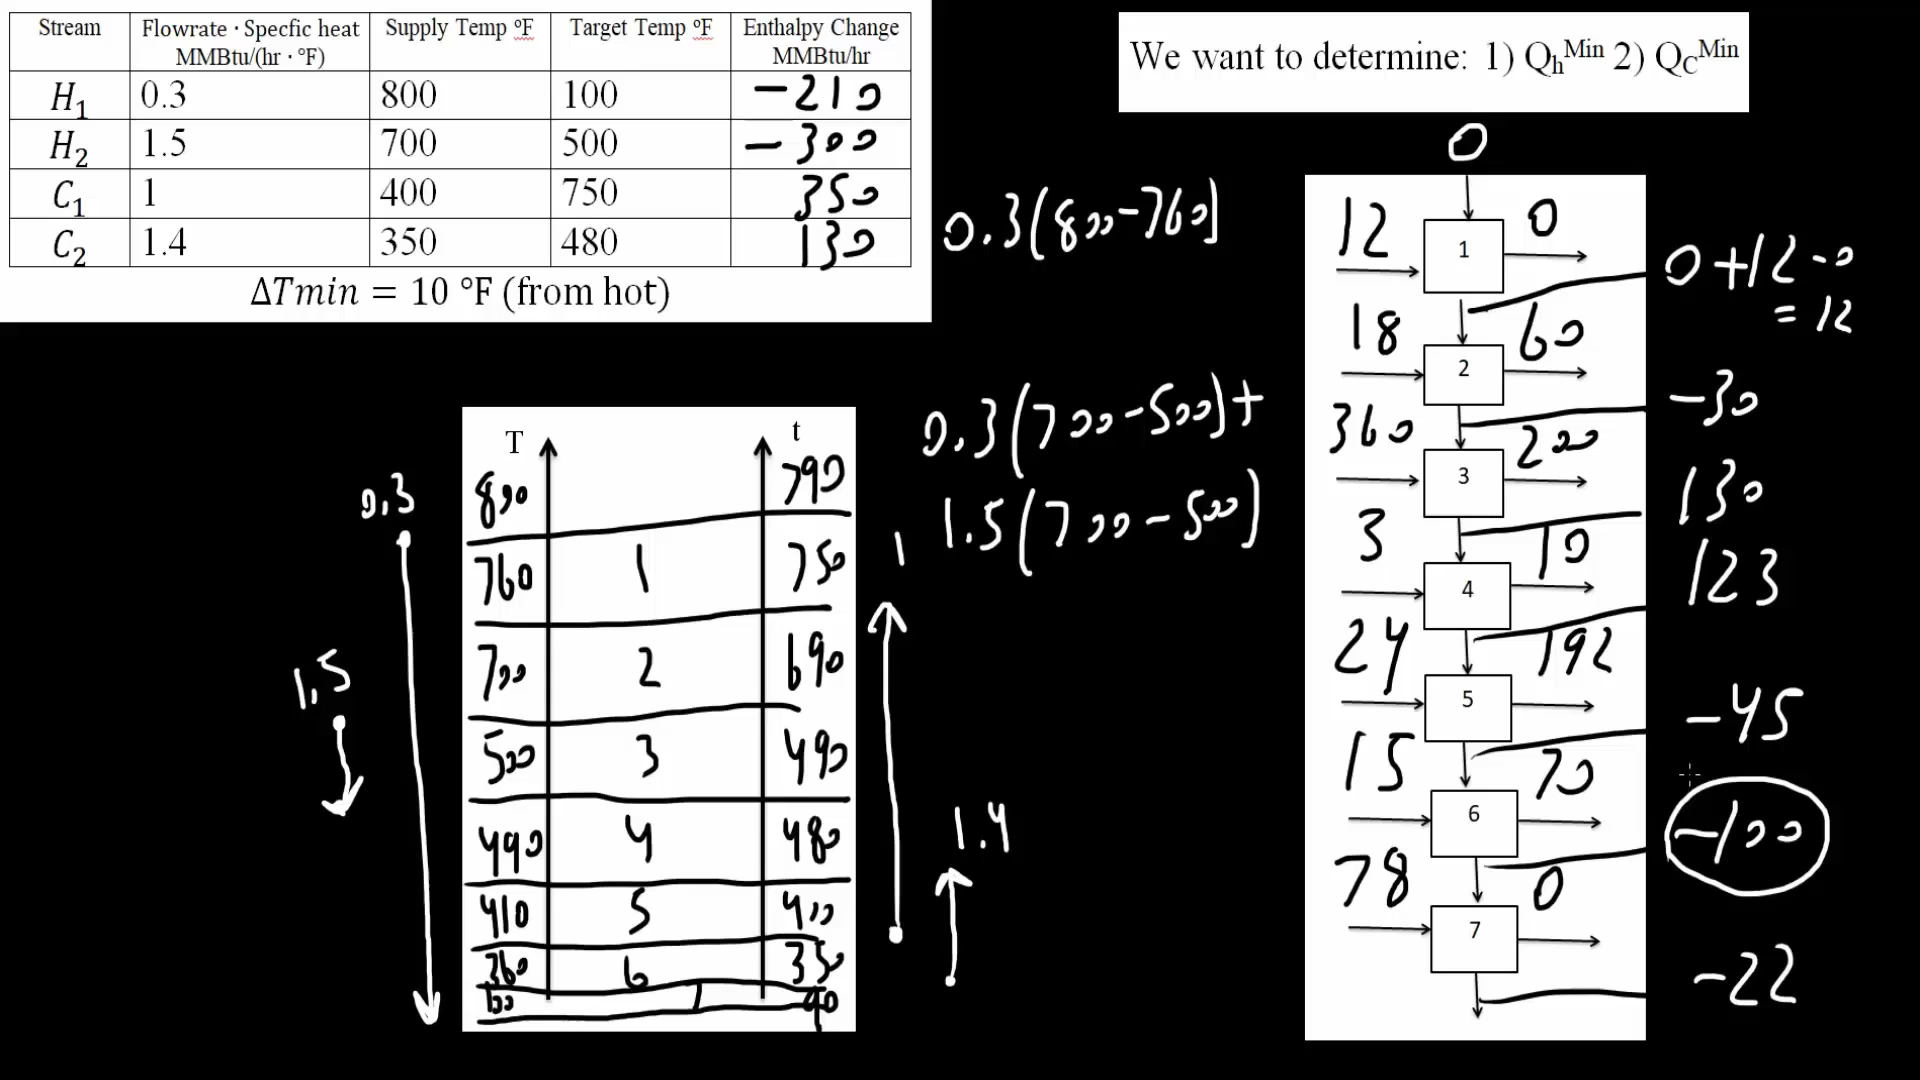 Stream Flowrate · Specfic heat MMBtu/(hr · °F) Supply Temp °F Target Temp °F Enthalpy Change MMBtu/hr
H₁ 0.3 800 100 -210
H₂ 1.5 700 500 -300
C₁ 1 400 750 350
C₂ 1.4 350 480 130
ΔTmin = 10 °F (from hot)
We want to determine: 1) Qₕ^Min 2) Q_C^Min
0.3(800-760)
0.3(700-500)+
1.5(700-500)
T t
800 790
760 1 750
700 2 690
500 3 490
490 4 480
410 5 400
360 6 350
100 7 90
0.3
1.5
1
1.4
0
12 1 0
0+12-0
=12
18 2 60
-30
360 3 200
130
3 4 10
123
24 5 192
-45
15 6 70
-100
78 7 0
-22